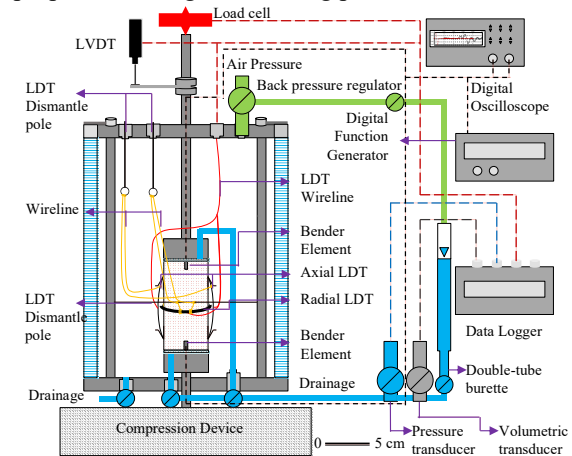 Load cell
LVDT
Air Pressure
LDT
Dismantle
pole
Back pressure regulator
Digital
Oscilloscope
Digital
Function
Generator
LDT
Wireline
Wireline
Bender
Element
Axial LDT
LDT
Dismantle
pole
Radial LDT
Data Logger
Bender
Element
Drainage
Drainage
Double-tube
burette
Compression Device
0 5 cm
Pressure
transducer
Volumetric
transducer